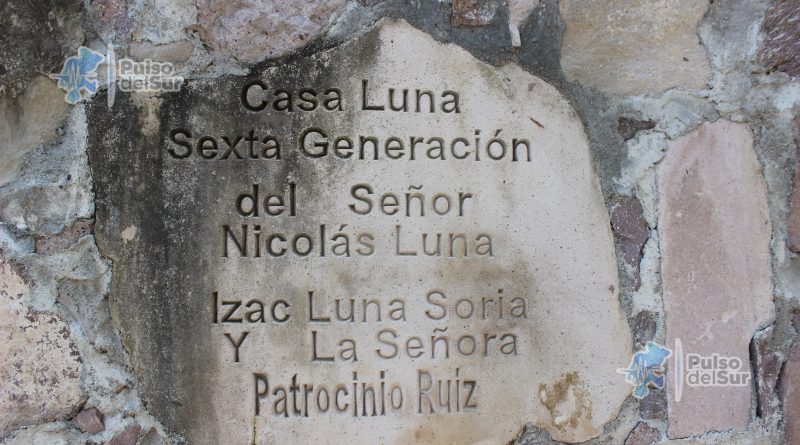 Pulso
delSur
Casa Luna
Sexta Generación
del Señor
Nicolás Luna
Izac Luna Soria
Y La Señora
Patrocinio Ruiz
Pulso
delSur